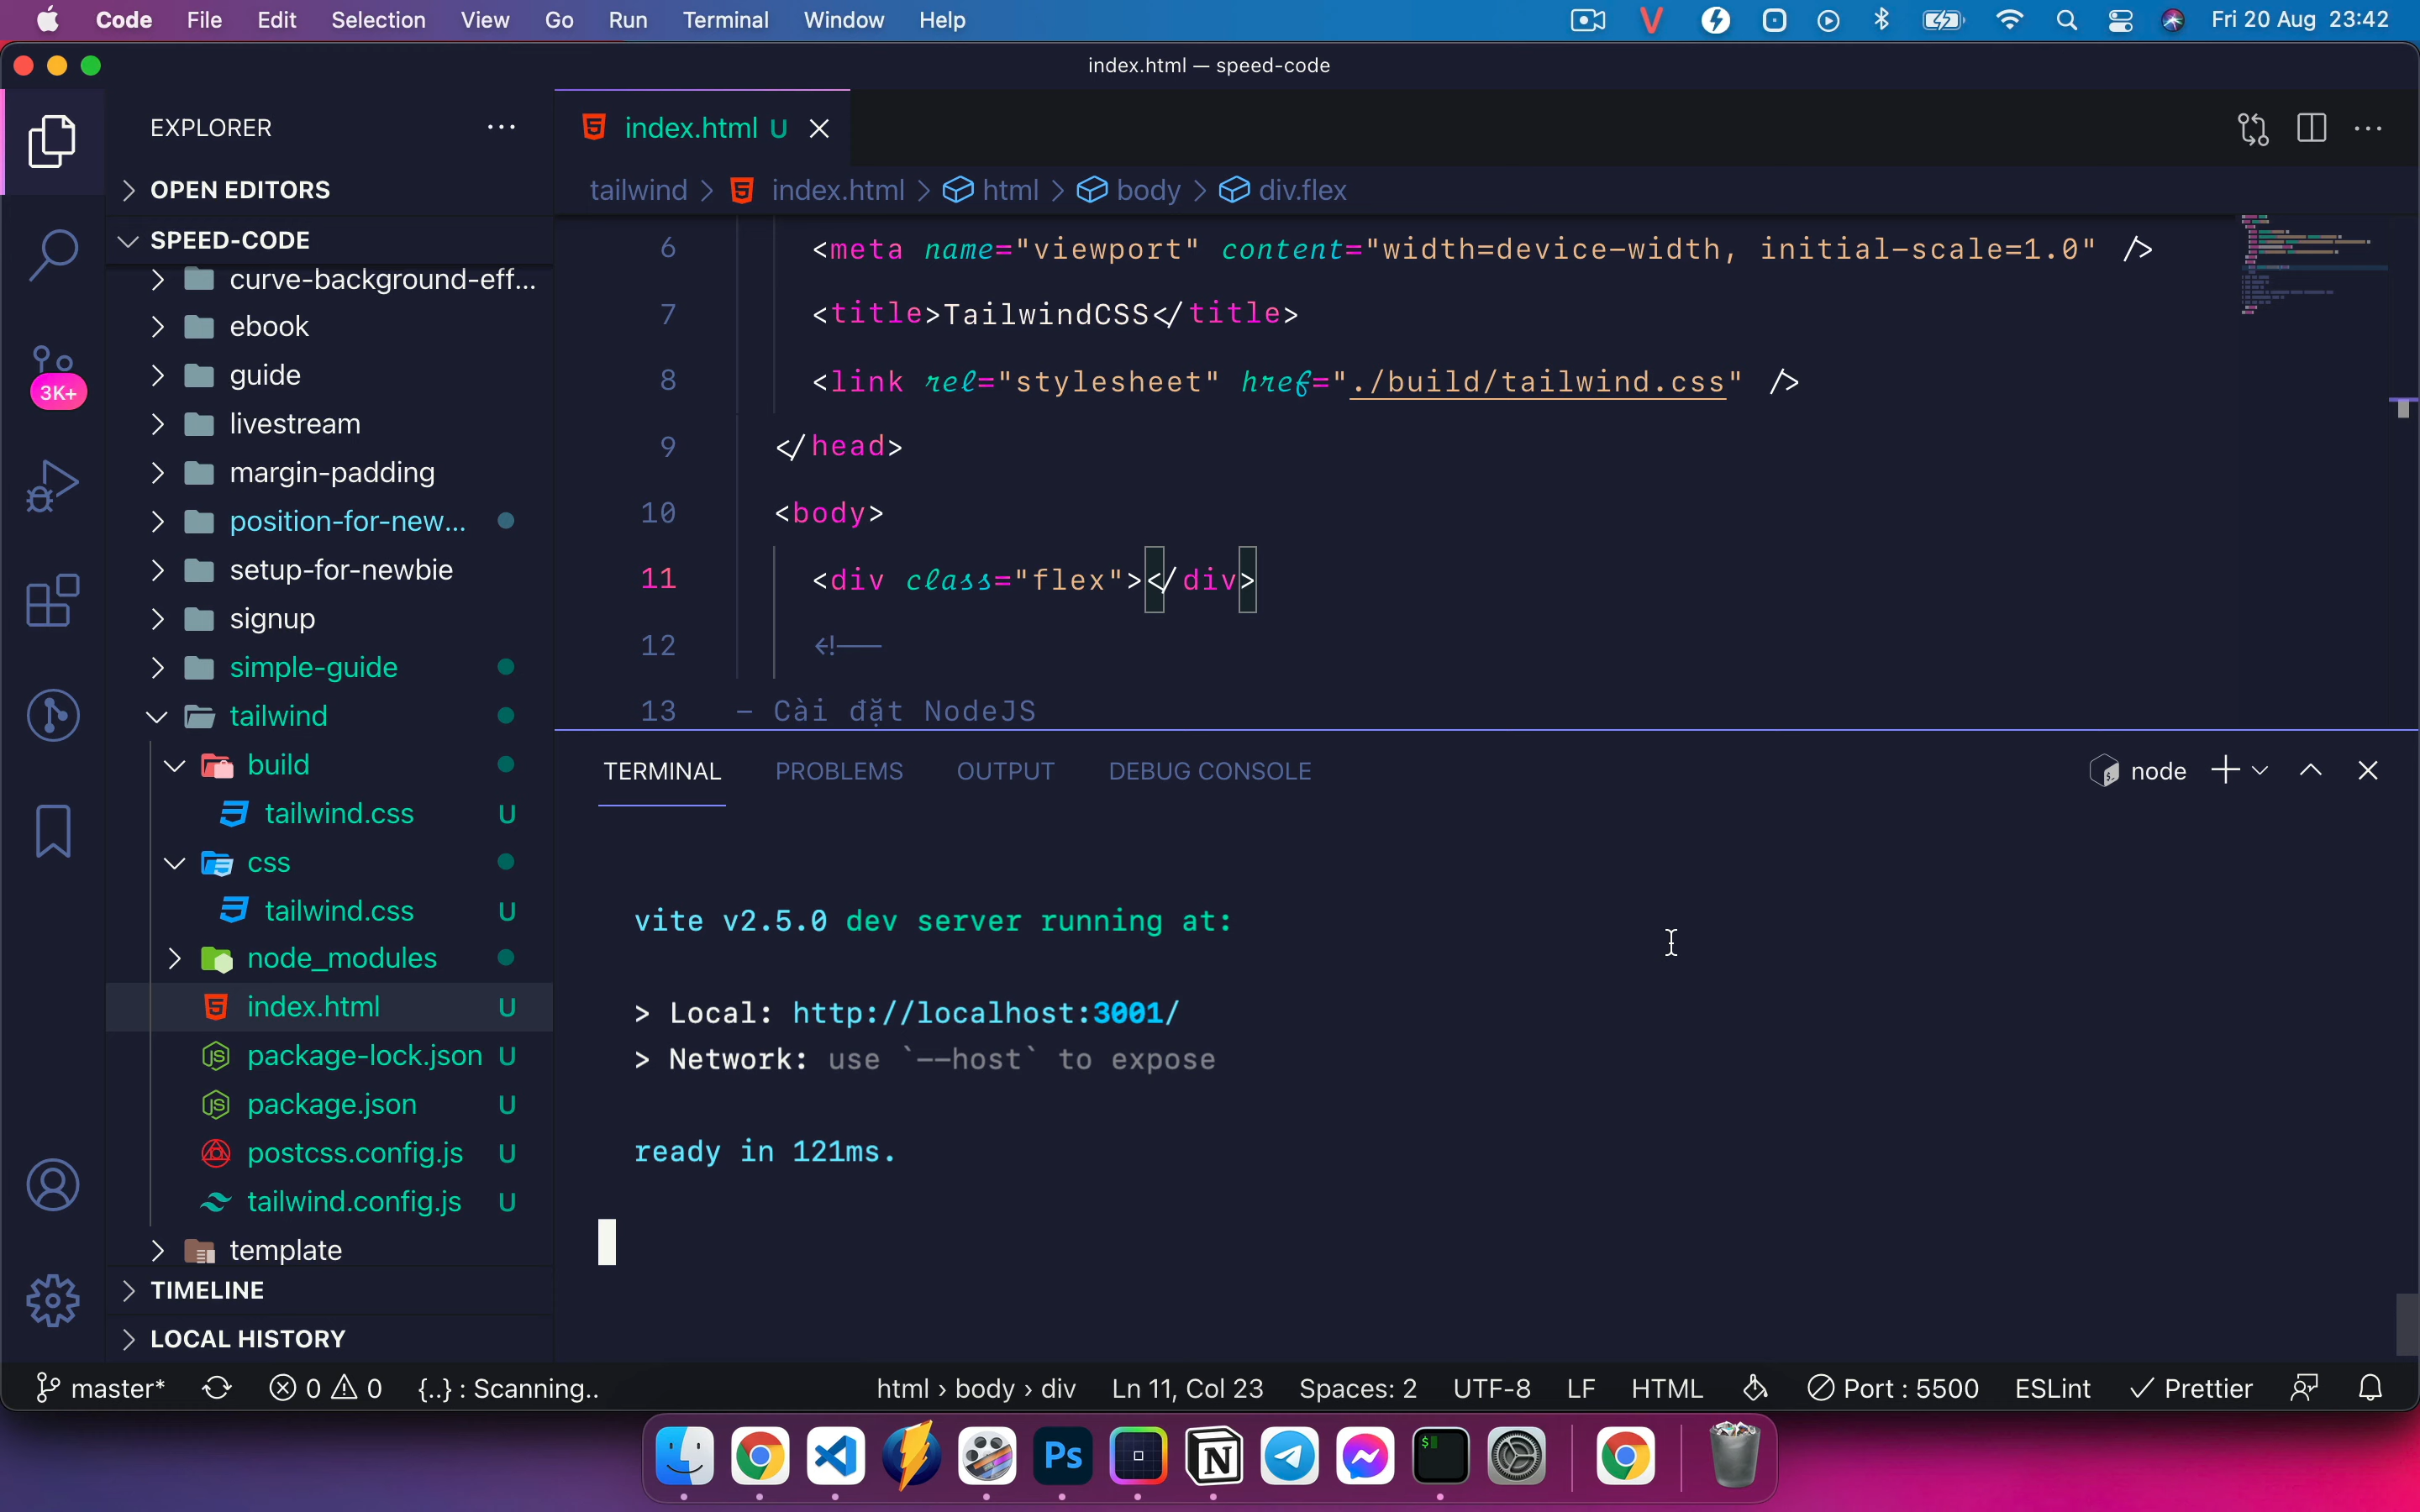 Code File Edit Selection View Go Run Terminal Window Help Fri 20 Aug 23:42
index.html — speed-code
EXPLORER
OPEN EDITORS
SPEED-CODE
curve-background-eff...
ebook
guide
livestream
margin-padding
position-for-new...
setup-for-newbie
signup
simple-guide
tailwind
build
tailwind.css U
css
tailwind.css U
node_modules
index.html U
package-lock.json U
package.json U
postcss.config.js U
tailwind.config.js U
template
TIMELINE
LOCAL HISTORY
3K+
index.html U
tailwind > index.html > html > body > div.flex
6 <meta name="viewport" content="width=device-width, initial-scale=1.0" />
7 <title>TailwindCSS</title>
8 <link rel="stylesheet" href="./build/tailwind.css" />
9 </head>
10 <body>
11 <div class="flex"></div>
12 <!--
13 - Cài đặt NodeJS
TERMINAL PROBLEMS OUTPUT DEBUG CONSOLE node
vite v2.5.0 dev server running at:
> Local: http://localhost:3001/
> Network: use `--host` to expose
ready in 121ms.
master* 0 0 {..} : Scanning.. html › body › div Ln 11, Col 23 Spaces: 2 UTF-8 LF HTML Port : 5500 ESLint Prettier
Ps